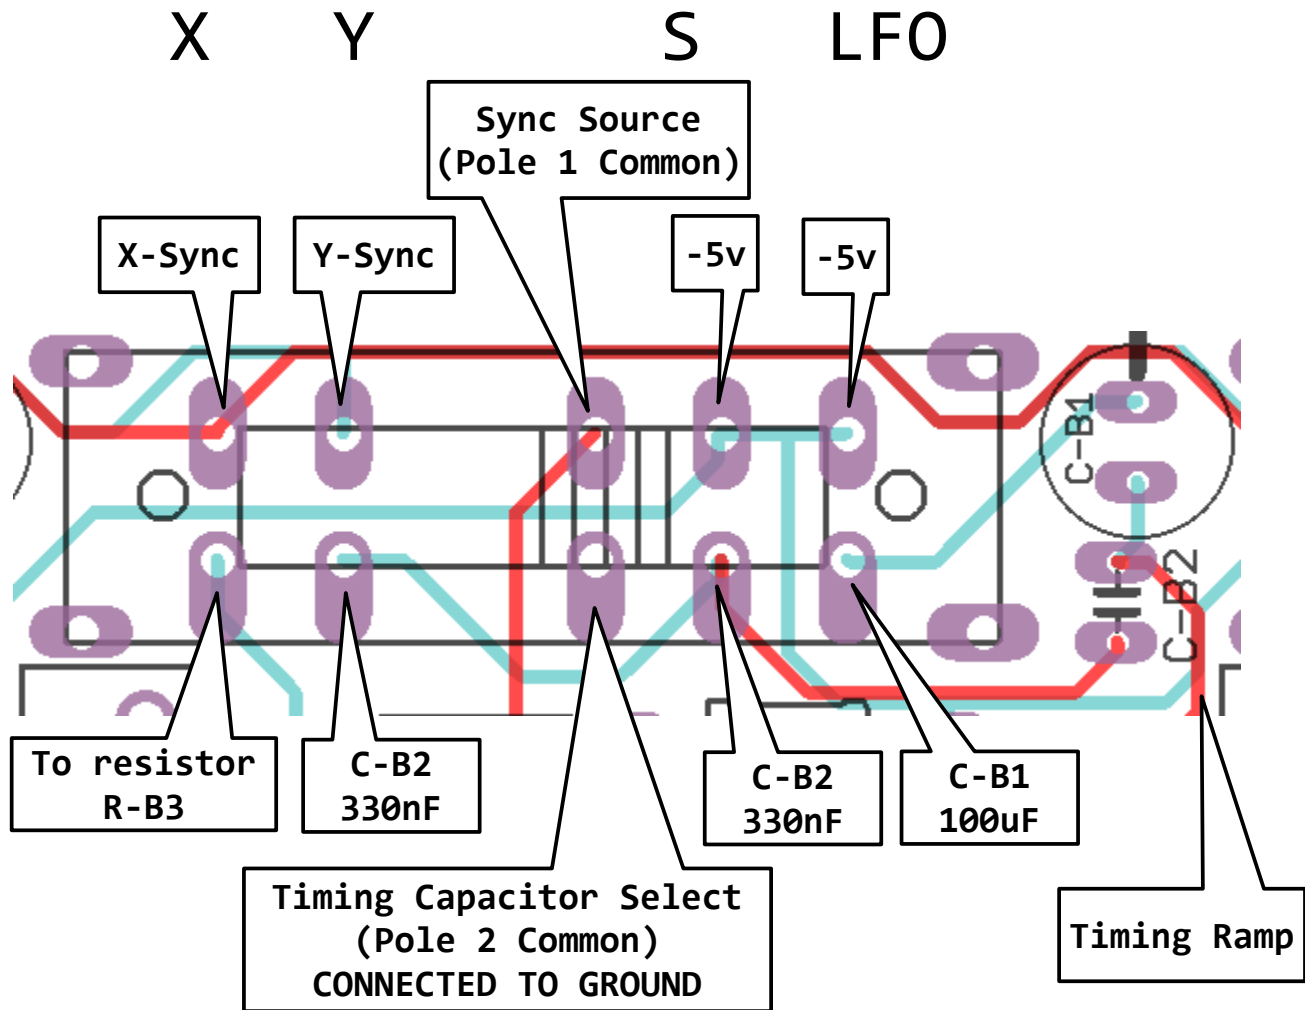 X Y S LFO
Sync Source
(Pole 1 Common)
X-Sync
Y-Sync
-5v
-5v
C-B1
C-B2
To resistor
R-B3
C-B2
330nF
C-B2
330nF
C-B1
100uF
Timing Capacitor Select
(Pole 2 Common)
CONNECTED TO GROUND
Timing Ramp